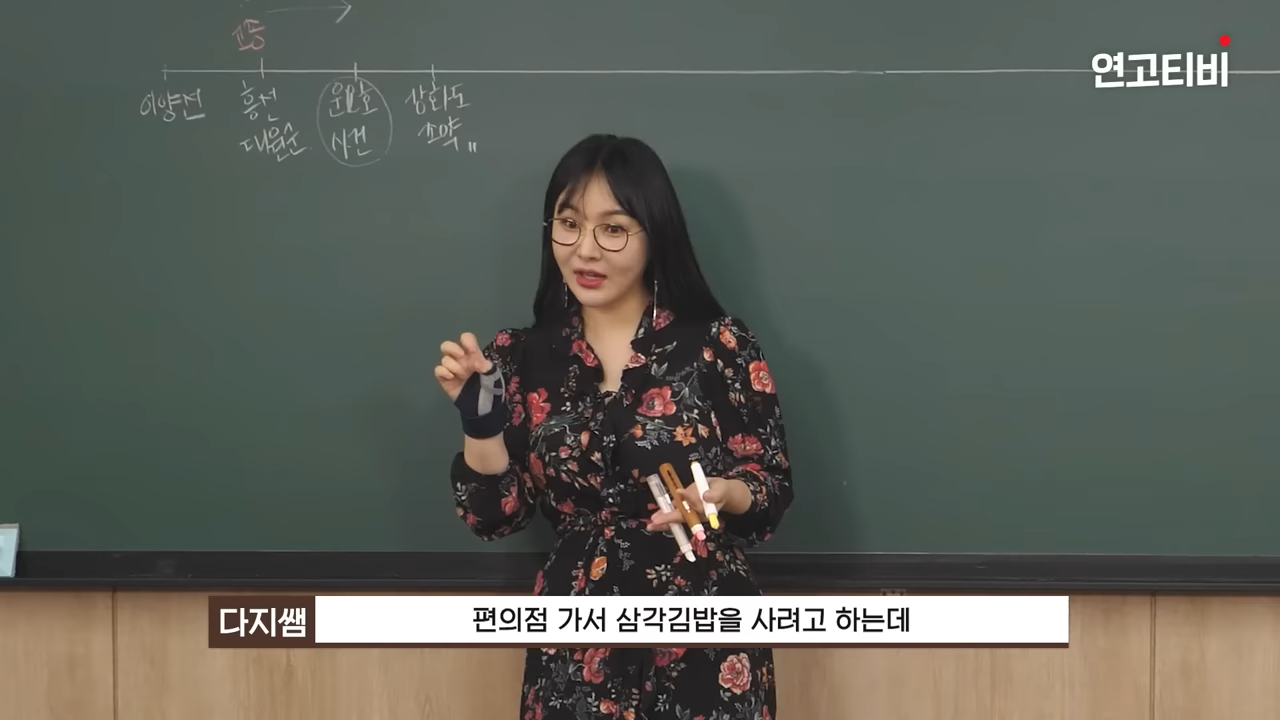 고종
연고티비
이양선
흥선
대원군
운요호
사건
강화도
조약
다지쌤
편의점 가서 삼각김밥을 사려고 하는데